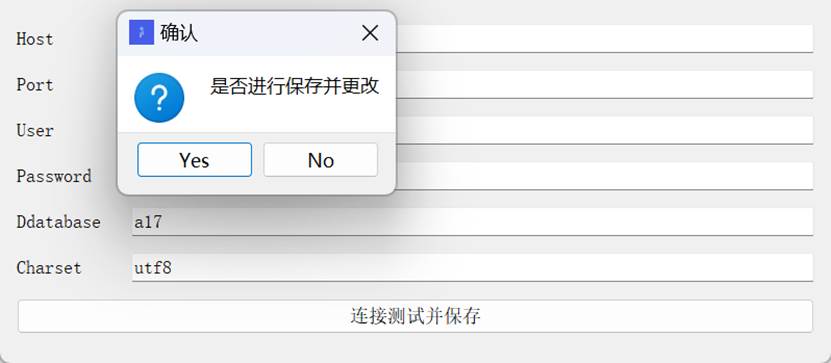 确认
是否进行保存并更改
Yes
No
Host
Port
User
Password
Ddatabase
a17
Charset
utf8
连接测试并保存